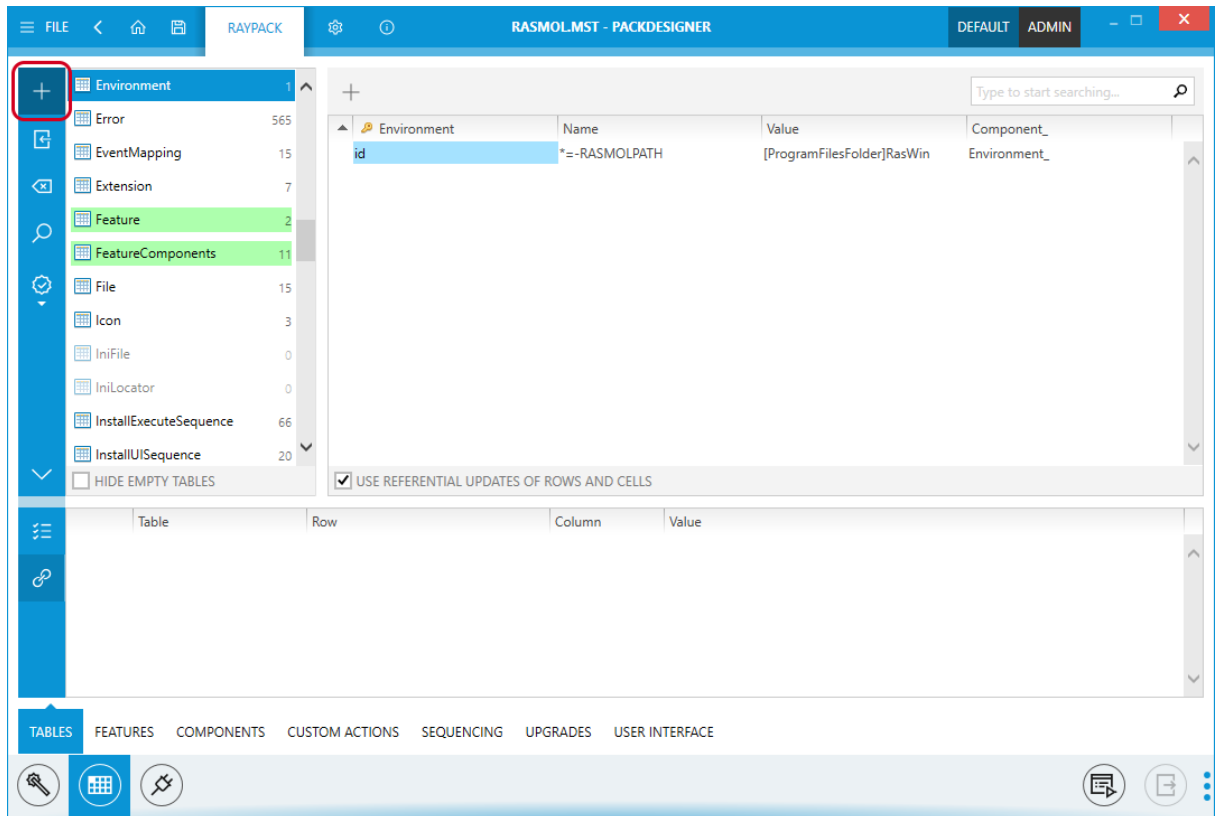 FILE RAYPACK RASMOL.MST - PACKDESIGNER DEFAULT ADMIN
Environment 1
Error 565
EventMapping 15
Extension 7
Feature 2
FeatureComponents 11
File 15
Icon 3
IniFile 0
IniLocator 0
InstallExecuteSequence 66
InstallUISequence 20
HIDE EMPTY TABLES
Type to start searching...
Environment Name Value Component_
id *=-RASMOLPATH [ProgramFilesFolder]RasWin Environment_
USE REFERENTIAL UPDATES OF ROWS AND CELLS
Table Row Column Value
TABLES FEATURES COMPONENTS CUSTOM ACTIONS SEQUENCING UPGRADES USER INTERFACE